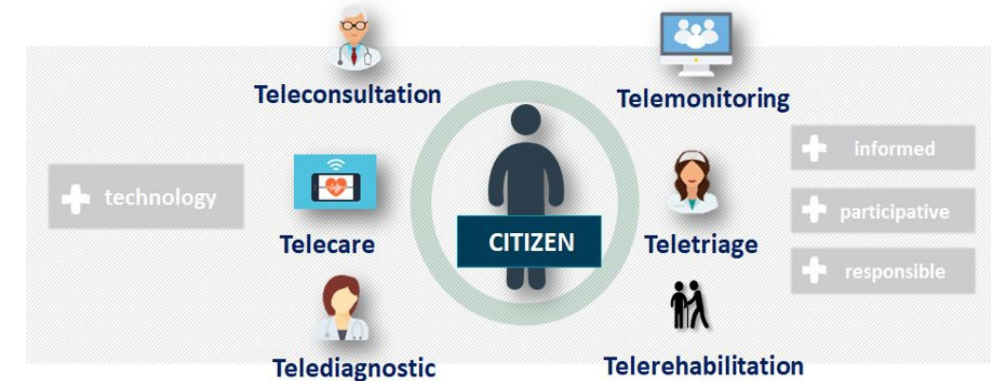 Teleconsultation
Telemonitoring
technology
Telecare
CITIZEN
Teletriage
informed
participative
responsible
Telediagnostic
Telerehabilitation